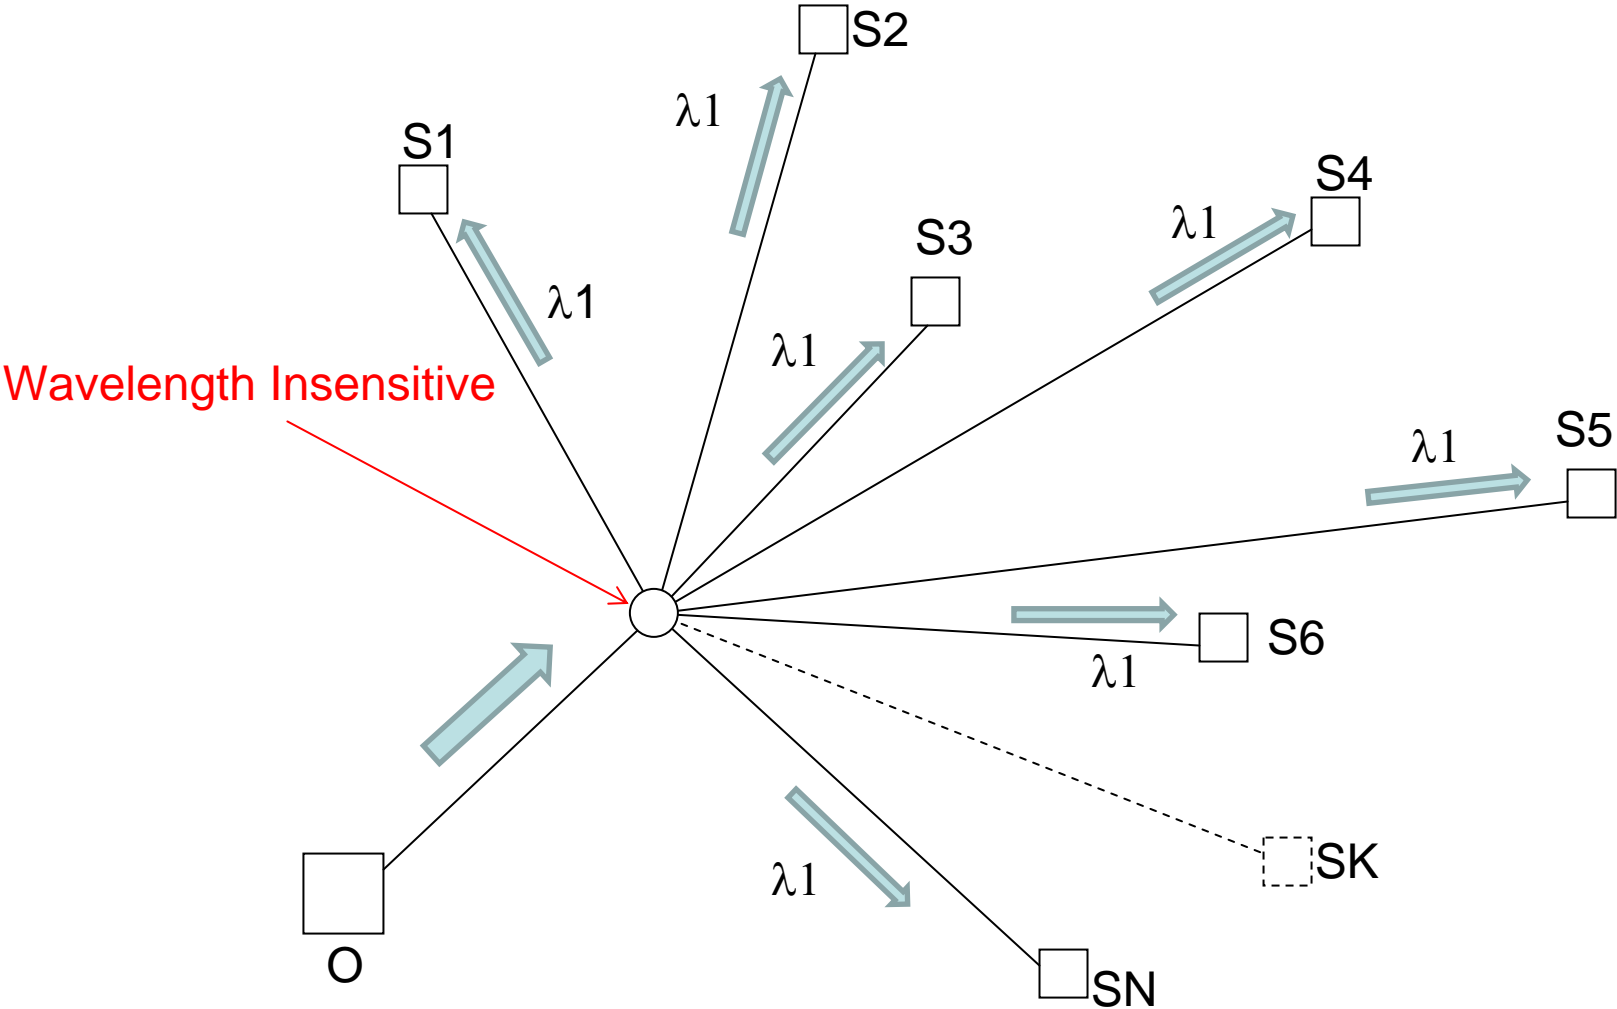 S2
λ1
S1
S4
λ1
S3
λ1
λ1
Wavelength Insensitive
S5
λ1
S6
λ1
SK
λ1
O
SN